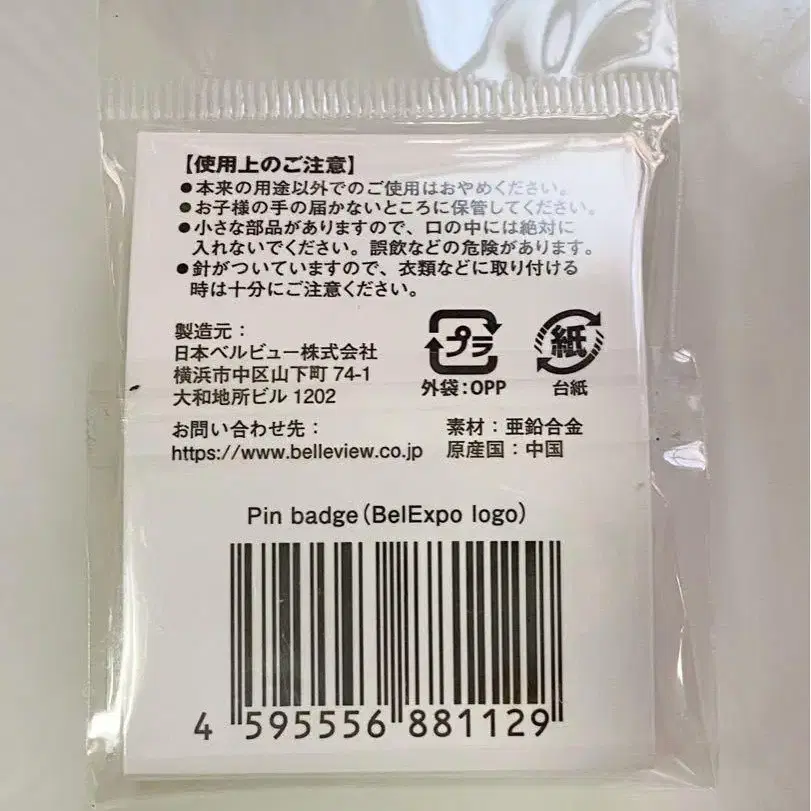 【使用上のご注意】
●本来の用途以外でのご使用はおやめください。
●お子様の手の届かないところに保管してください。
●小さな部品がありますので、口の中には絶対に
入れないでください。誤飲などの危険があります。
●針がついていますので、衣類などに取り付ける
時は十分にご注意ください。
製造元：
日本ベルビュー株式会社
横浜市中区山下町 74-1
大和地所ビル 1202
プラ
外袋：OPP
紙
台紙
お問い合わせ先：
https://www.belleview.co.jp
素材：亜鉛合金
原産国：中国
Pin badge（BelExpo logo）
4 595556 881129